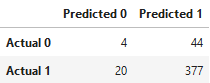 Predicted 0 Predicted 1
Actual 0 4 44
Actual 1 20 377